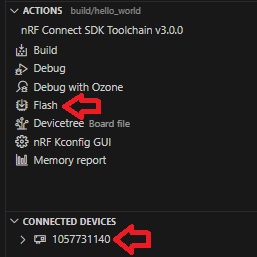 ACTIONS build/hello_world
nRF Connect SDK Toolchain v3.0.0
Build
Debug
Debug with Ozone
Flash
Devicetree Board file
nRF Kconfig GUI
Memory report
CONNECTED DEVICES
1057731140